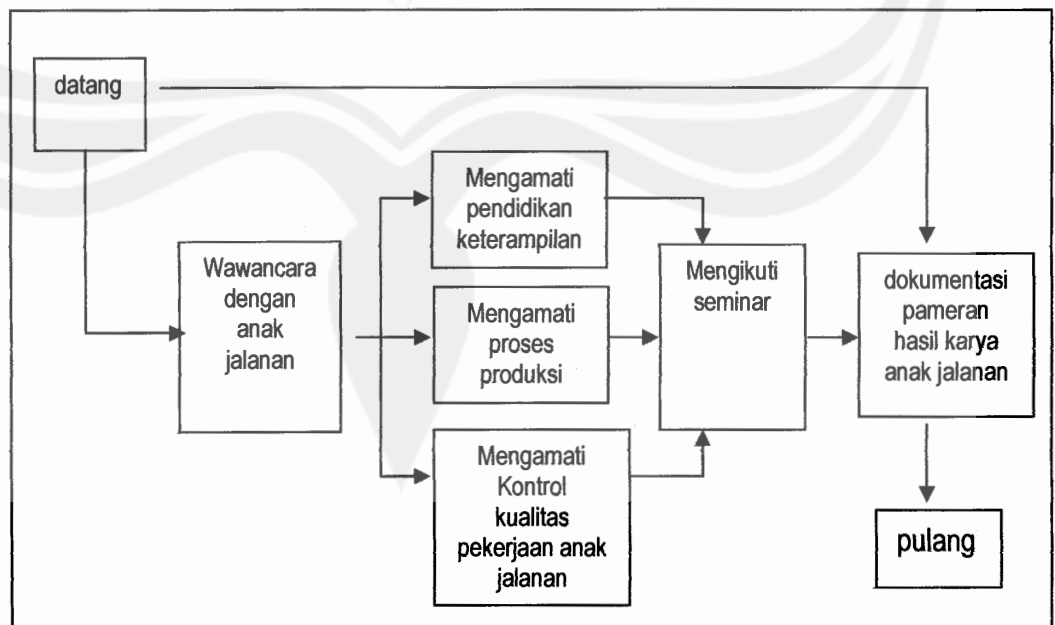 datang
Wawancara
dengan
anak
jalanan
Mengamati
pendidikan
keterampilan
Mengamati
proses
produksi
Mengamati
Kontrol
kualitas
pekerjaan anak
jalanan
Mengikuti
seminar
dokumentasi
pameran
hasil karya
anak jalanan
pulang